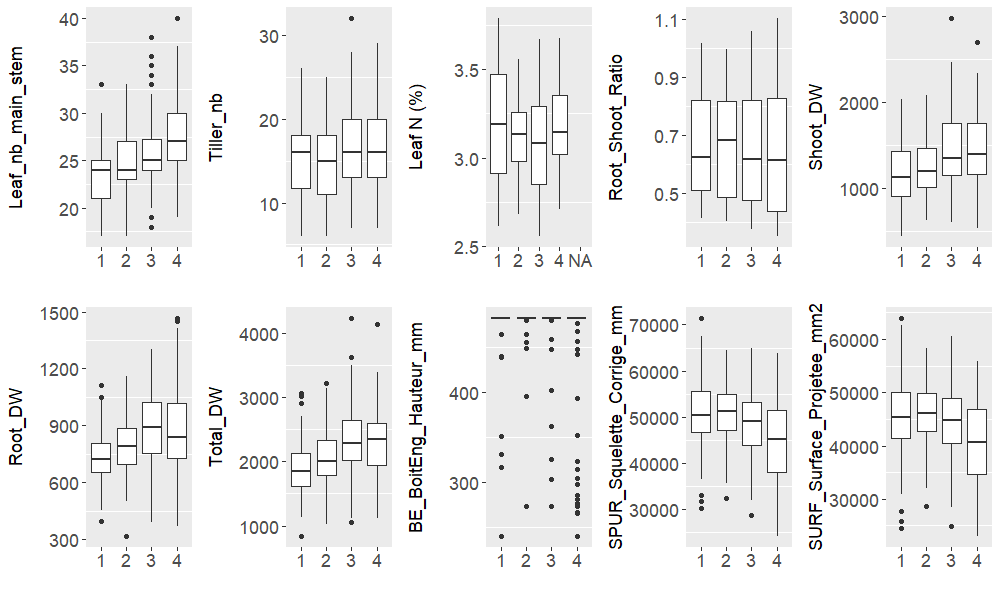 Leaf_nb_main_stem
40
35
30
25
20
1 2 3 4
Tiller_nb
30
20
10
1 2 3 4
Leaf N (%)
3.5
3.0
2.5
1 2 3 4 NA
Root_Shoot_Ratio
1.1
0.9
0.7
0.5
1 2 3 4
Shoot_DW
3000
2000
1000
1 2 3 4
Root_DW
1500
1200
900
600
300
1 2 3 4
Total_DW
4000
3000
2000
1000
1 2 3 4
BE_BoitEng_Hauteur_mm
400
300
1 2 3 4
SPUR_Squelette_Corrige_mm
70000
60000
50000
40000
30000
1 2 3 4
SURF_Surface_Projetee_mm2
60000
50000
40000
30000
1 2 3 4